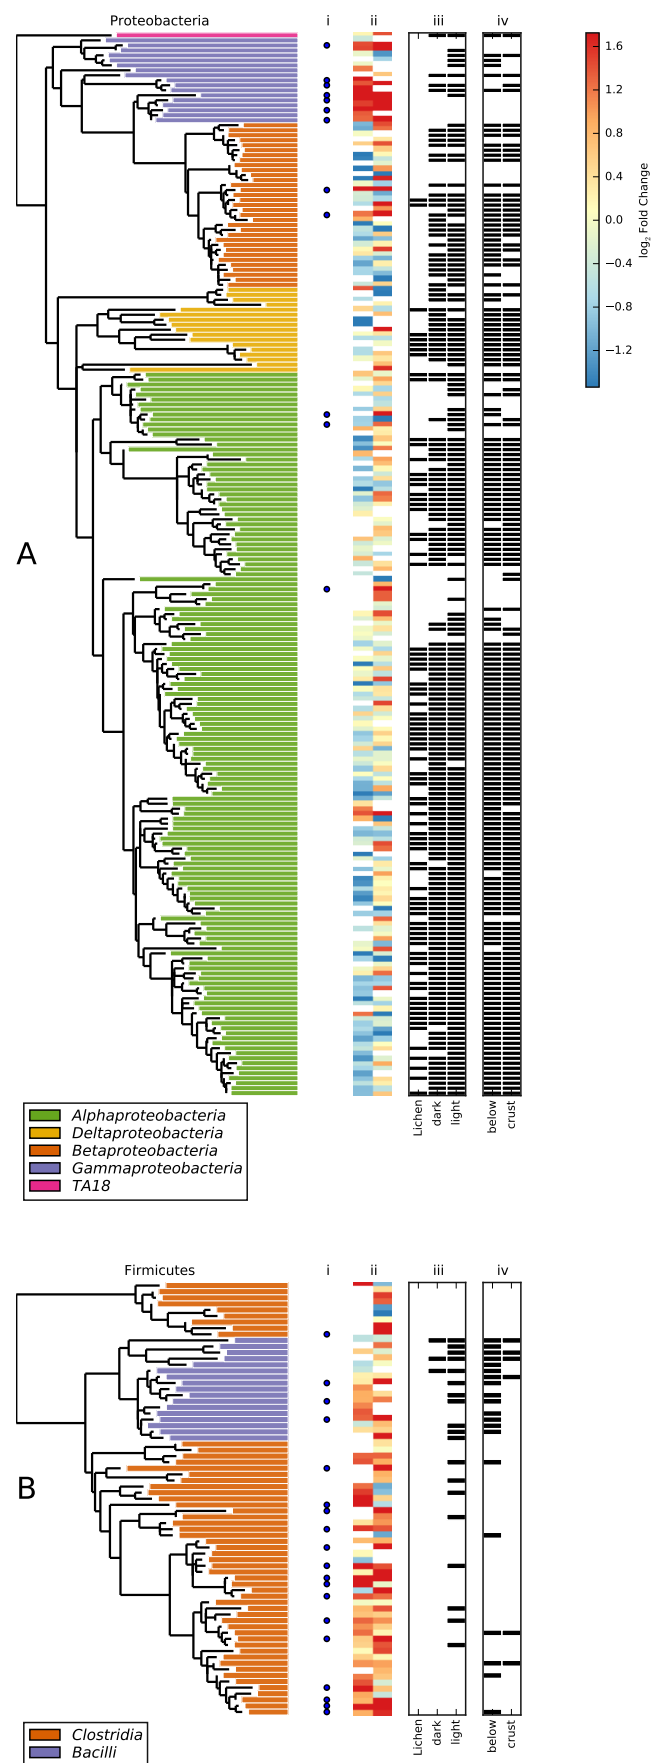 Proteobacteria i ii iii iv
1.6
1.2
0.8
0.4
0.0
−0.4
−0.8
−1.2
log₂ Fold Change
A
Lichen dark light below crust
Alphaproteobacteria
Deltaproteobacteria
Betaproteobacteria
Gammaproteobacteria
TA18
Firmicutes i ii iii iv
B
Lichen dark light below crust
Clostridia
Bacilli